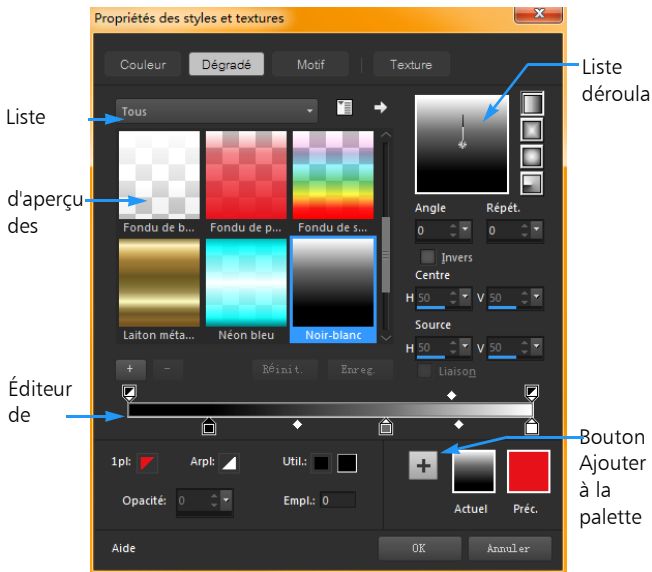 Propriétés des styles et textures
Couleur Dégradé Motif Texture
Liste
déroula
Liste
Tous
d'aperçu
des
Fondu de b... Fondu de p... Fondu de s...
Angle Répét.
0 0
Invers
Centre
H 50 V 50
Source
H 50 V 50
Liaison
Laiton méta... Néon bleu Noir-blanc
+ - Réinit. Enreg.
Éditeur
de
1pl: Arpl: Util.:
Opacité: 0 Empl.: 0
+
Actuel Préc.
Bouton
Ajouter
à la
palette
Aide OK Annuler